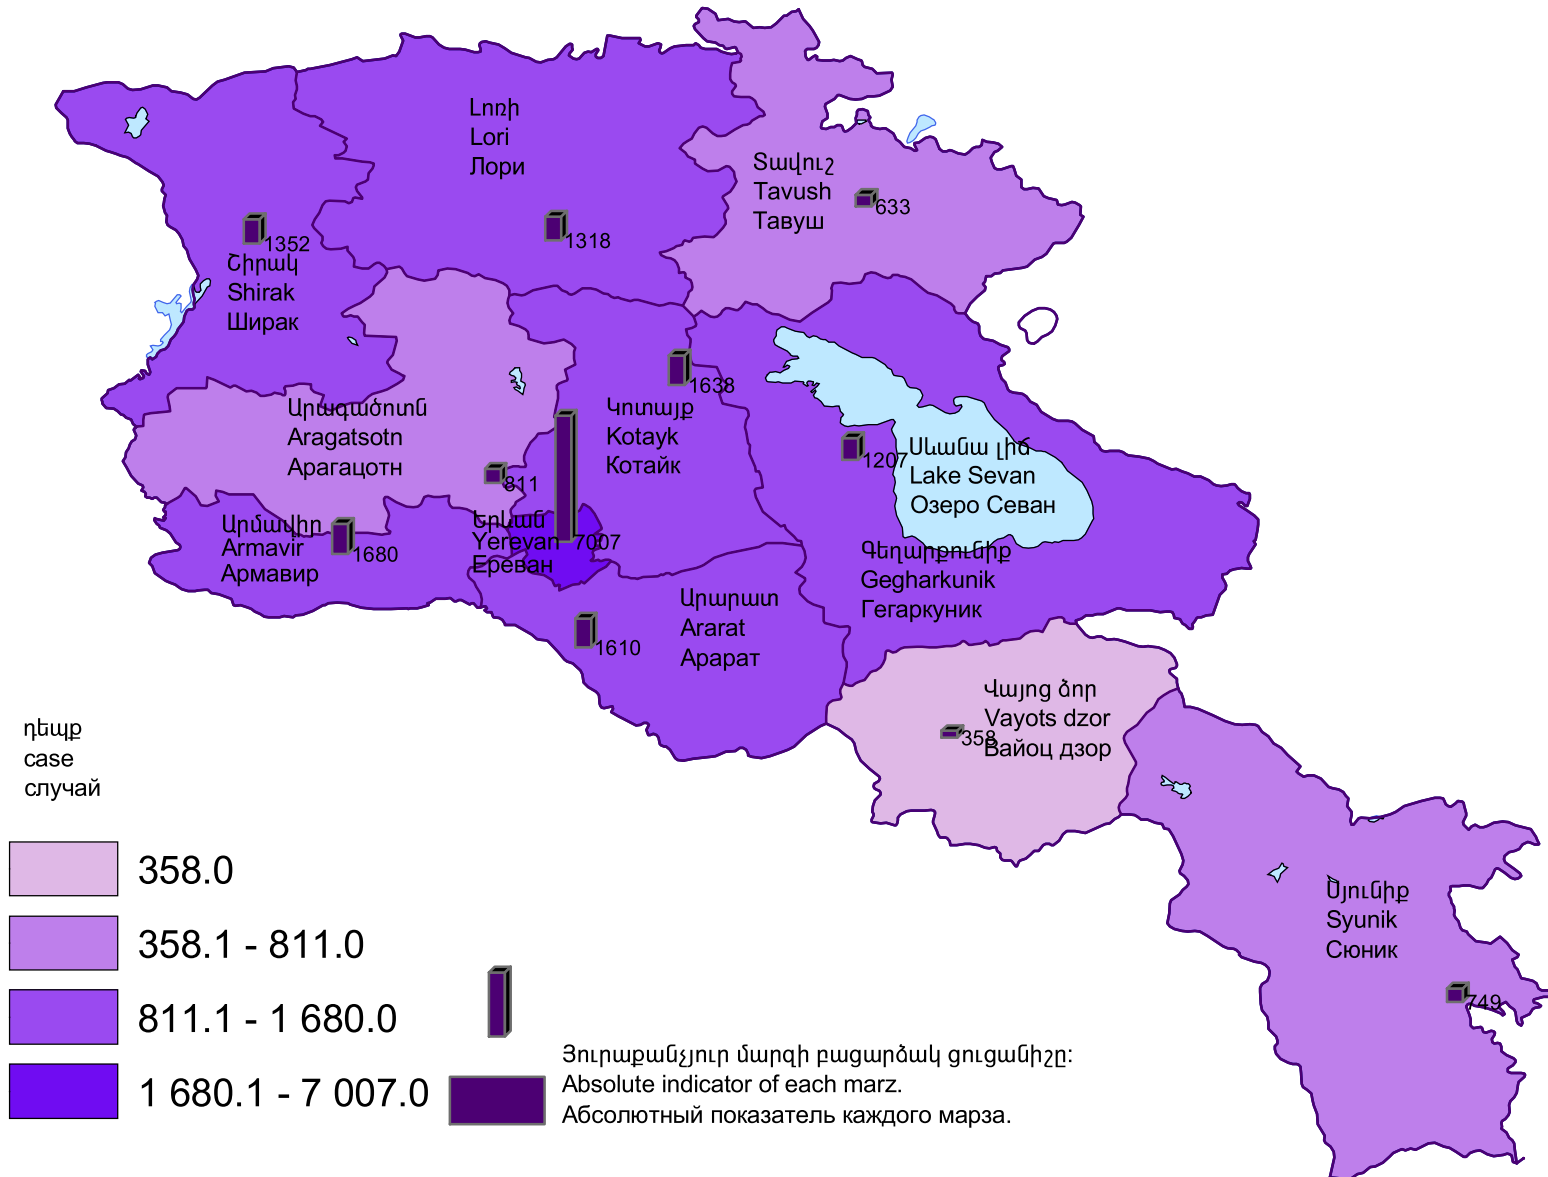 Լոռի
Lori
Лори
Տավուշ
Tavush
Тавуш
633
1352
1318
Շիրակ
Shirak
Ширак
1638
Արագածոտն
Aragatsotn
Арагацотн
811
Կոտայք
Kotayk
Котайк
1207
Սևանա լիճ
Lake Sevan
Озеро Севан
Արմավիր
Armavir
Армавир
1680
Երևան
Yerevan
Ереван
7007
Գեղարքունիք
Gegharkunik
Гегаркуник
Արարատ
Ararat
Арарат
1610
Վայոց ձոր
Vayots dzor
Вайоц дзор
358
Սյունիք
Syunik
Сюник
749
դեպք
case
случай
358.0
358.1 - 811.0
811.1 - 1 680.0
1 680.1 - 7 007.0
Յուրաքանչյուր մարզի բացարձակ ցուցանիշը:
Absolute indicator of each marz.
Абсолютный показатель каждого марза.